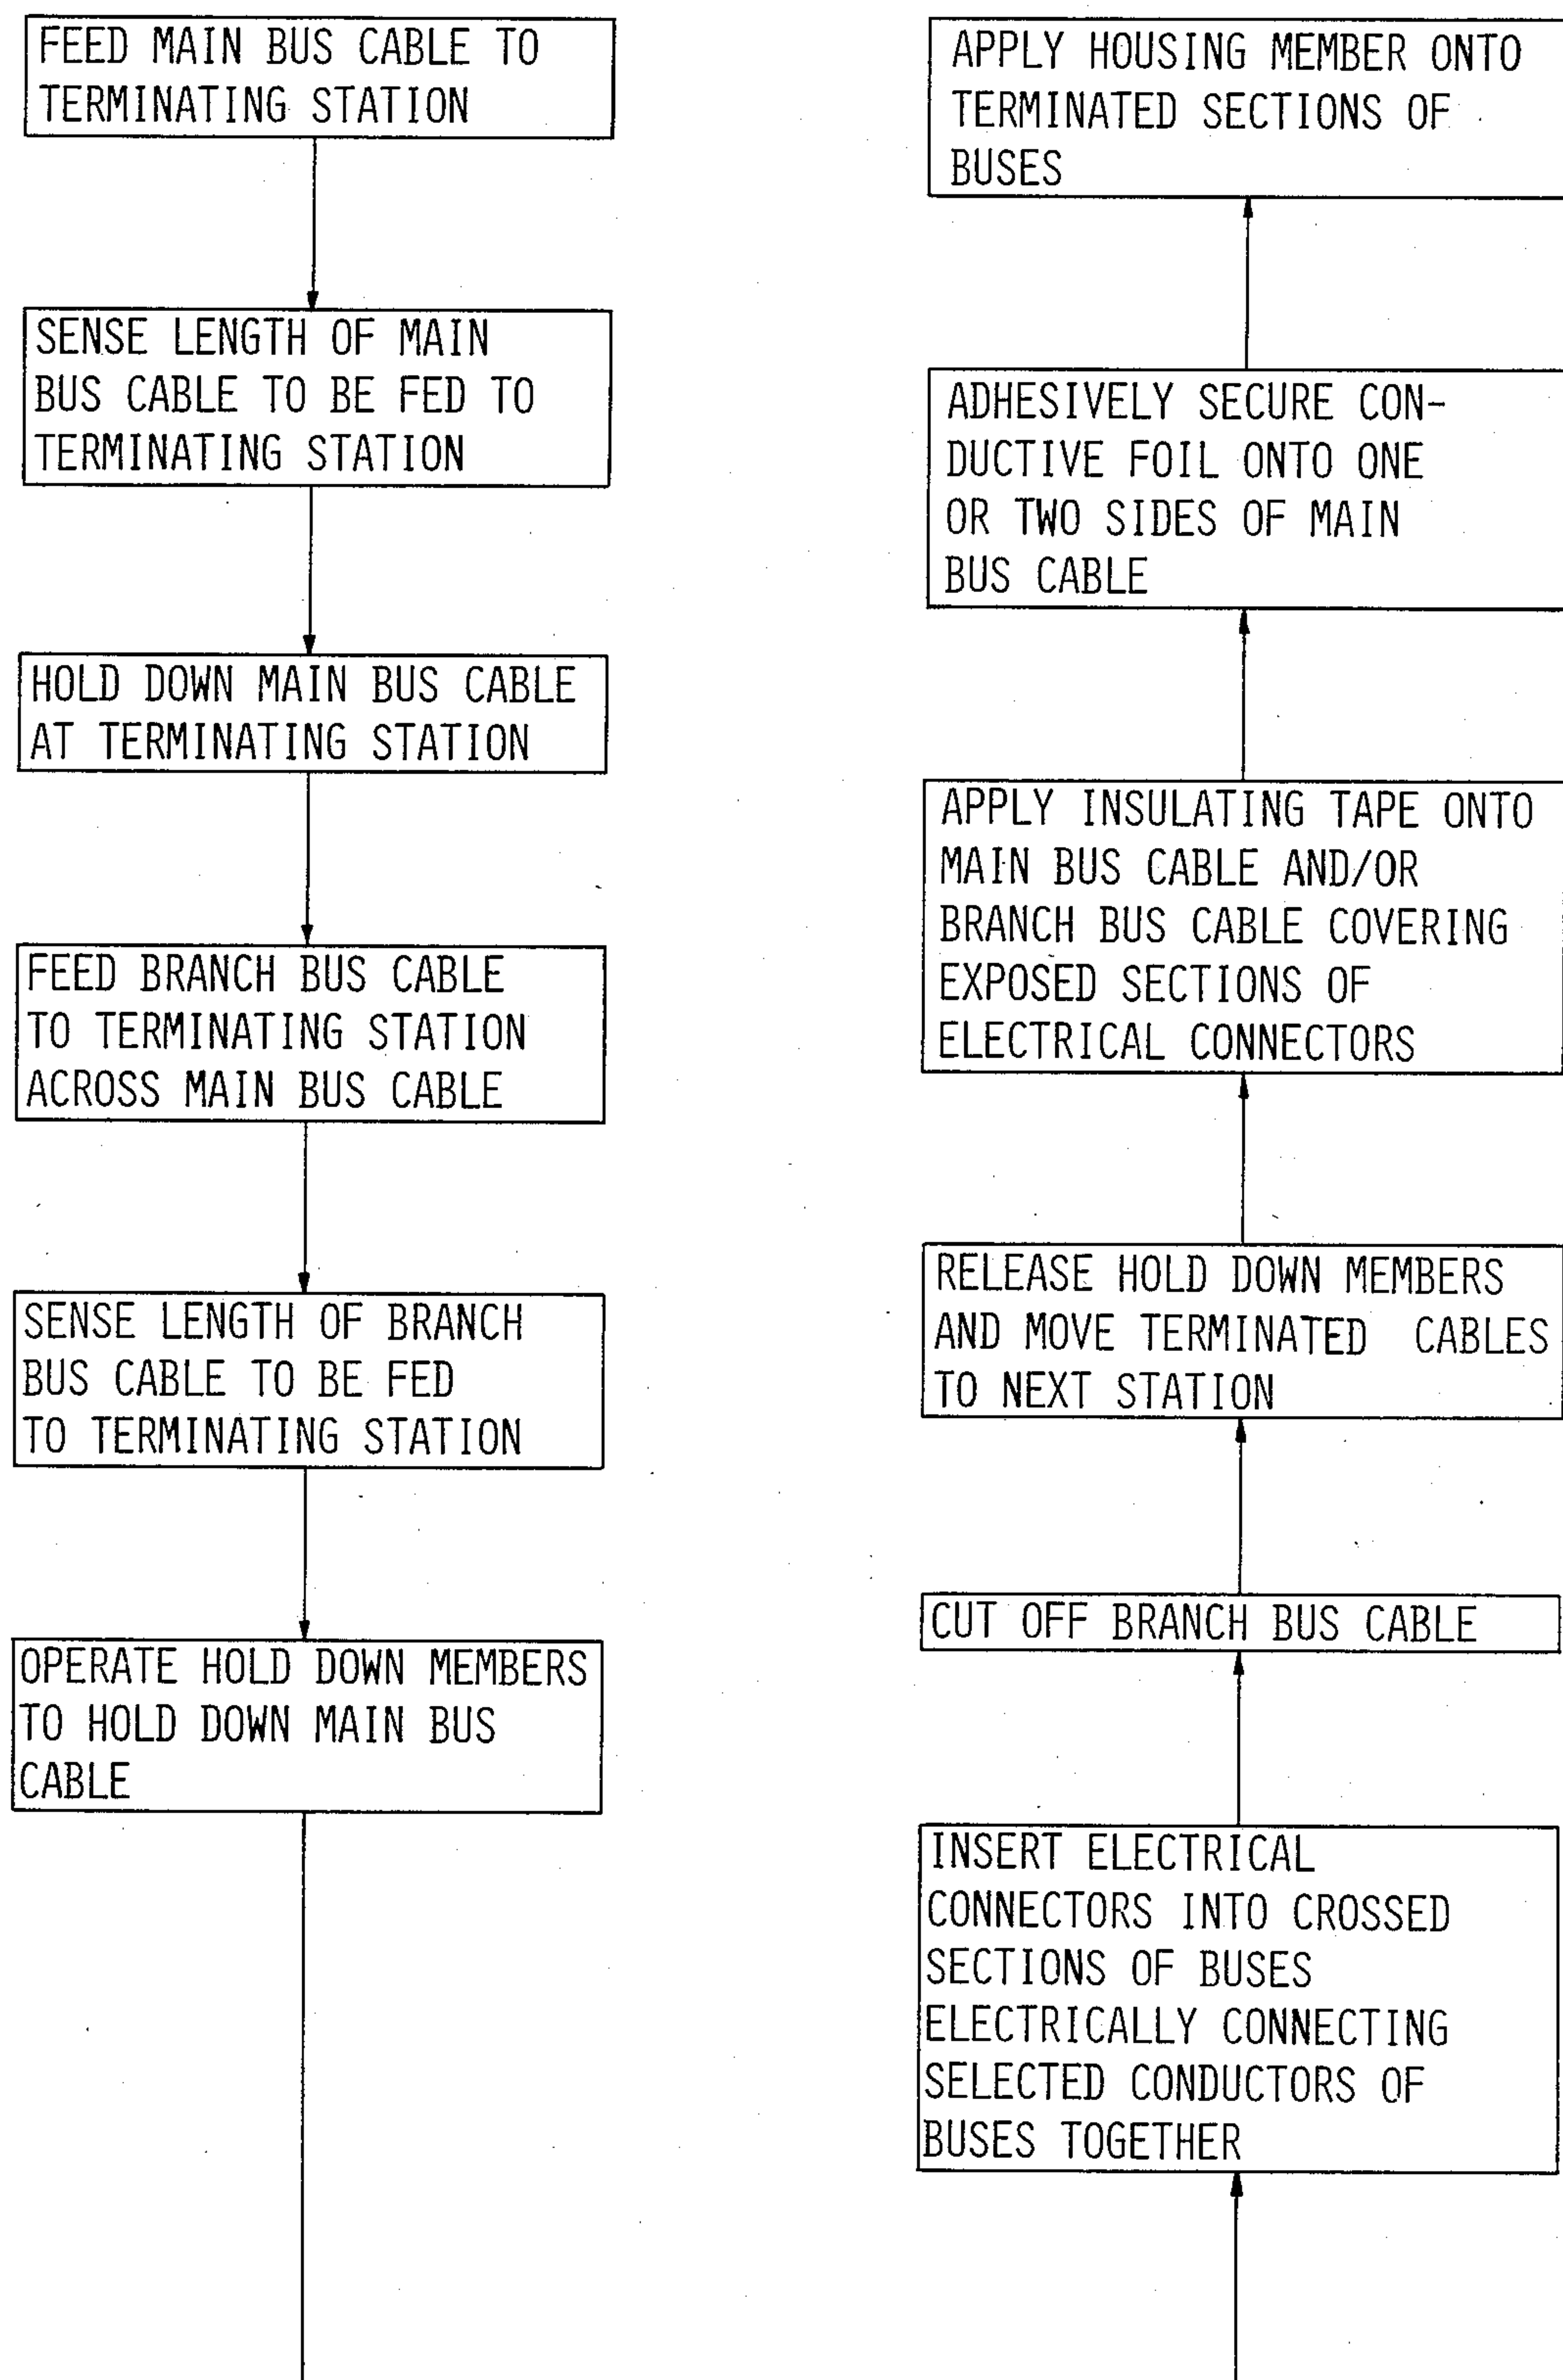 FEED MAIN BUS CABLE TO
TERMINATING STATION
SENSE LENGTH OF MAIN
BUS CABLE TO BE FED TO
TERMINATING STATION
HOLD DOWN MAIN BUS CABLE
AT TERMINATING STATION
FEED BRANCH BUS CABLE
TO TERMINATING STATION
ACROSS MAIN BUS CABLE
SENSE LENGTH OF BRANCH
BUS CABLE TO BE FED
TO TERMINATING STATION
OPERATE HOLD DOWN MEMBERS
TO HOLD DOWN MAIN BUS
CABLE
APPLY HOUSING MEMBER ONTO
TERMINATED SECTIONS OF
BUSES
ADHESIVELY SECURE CON-
DUCTIVE FOIL ONTO ONE
OR TWO SIDES OF MAIN
BUS CABLE
APPLY INSULATING TAPE ONTO
MAIN BUS CABLE AND/OR
BRANCH BUS CABLE COVERING
EXPOSED SECTIONS OF
ELECTRICAL CONNECTORS
RELEASE HOLD DOWN MEMBERS
AND MOVE TERMINATED CABLES
TO NEXT STATION
CUT OFF BRANCH BUS CABLE
INSERT ELECTRICAL
CONNECTORS INTO CROSSED
SECTIONS OF BUSES
ELECTRICALLY CONNECTING
SELECTED CONDUCTORS OF
BUSES TOGETHER